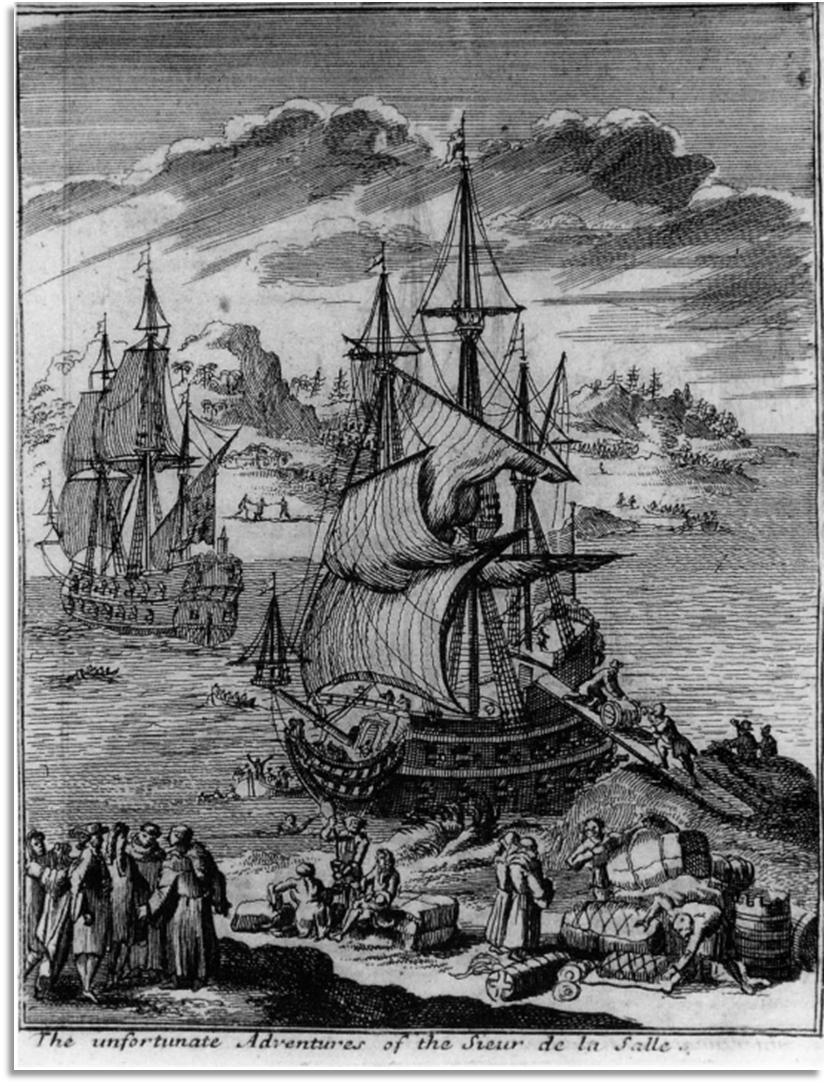 The unfortunate Adventures of the Sieur de la Salle.